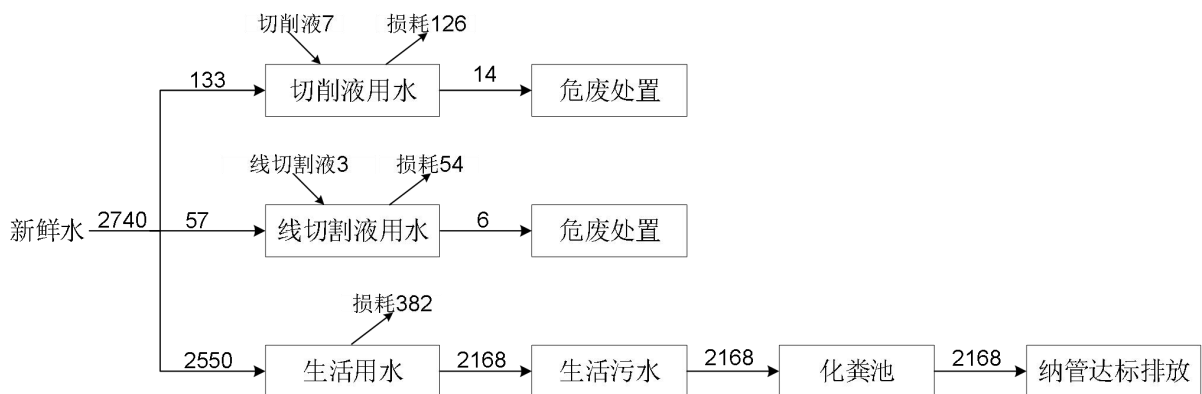 切削液7
损耗126
133
切削液用水
14
危废处置
线切割液3
损耗54
新鲜水
2740
57
线切割液用水
6
危废处置
损耗382
2550
生活用水
2168
生活污水
2168
化粪池
2168
纳管达标排放